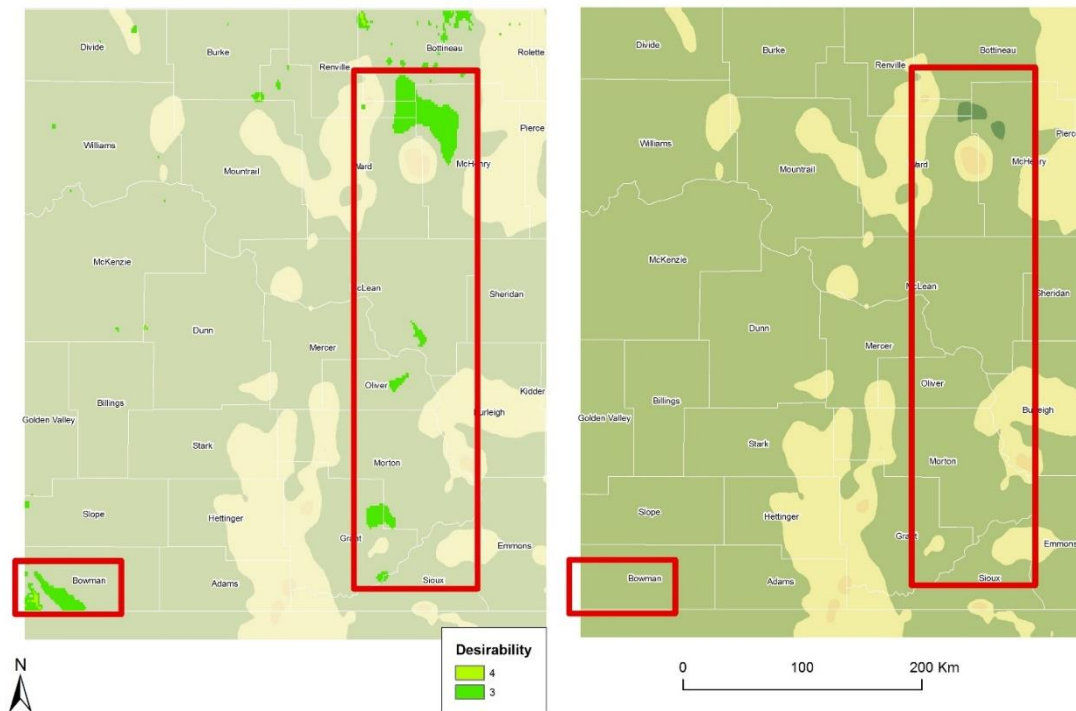 Divide
Burke
Bottineau
Renville
Rolette
Pierce
Williams
Ward
McHenry
Mountrail
McKenzie
McLean
Sheridan
Dunn
Mercer
Oliver
Kidder
Billings
Burleigh
Golden Valley
Stark
Morton
Slope
Hettinger
Grant
Emmons
Bowman
Adams
Sioux
Desirability
4
3
N
Divide
Burke
Bottineau
Renville
Pierce
Williams
Ward
McHenry
Mountrail
McKenzie
McLean
Sheridan
Dunn
Mercer
Oliver
Billings
Burleigh
Golden Valley
Stark
Morton
Slope
Hettinger
Grant
Emmons
Bowman
Adams
Sioux
0
100
200 Km